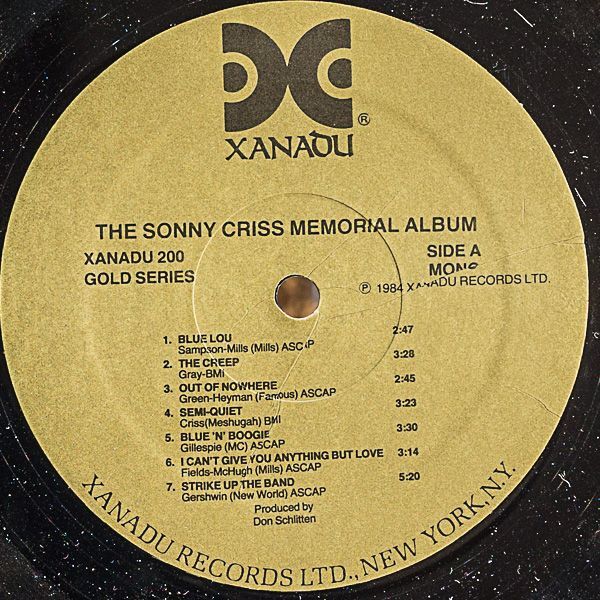 XANADU®
THE SONNY CRISS MEMORIAL ALBUM
XANADU 200
GOLD SERIES
SIDE A
MONO
℗ 1984 XANADU RECORDS LTD.
1. BLUE LOU 2:47
Sampson-Mills (Mills) ASCAP
2. THE CREEP 3:28
Gray-BMI
3. OUT OF NOWHERE 2:45
Green-Heyman (Famous) ASCAP
4. SEMI-QUIET 3:23
Criss(Meshugah) BMI
5. BLUE 'N' BOOGIE 3:30
Gillespie (MC) ASCAP
6. I CAN'T GIVE YOU ANYTHING BUT LOVE 3:14
Fields-McHugh (Mills) ASCAP
7. STRIKE UP THE BAND 5:20
Gershwin (New World) ASCAP
Produced by
Don Schlitten
XANADU RECORDS LTD., NEW YORK, N.Y.